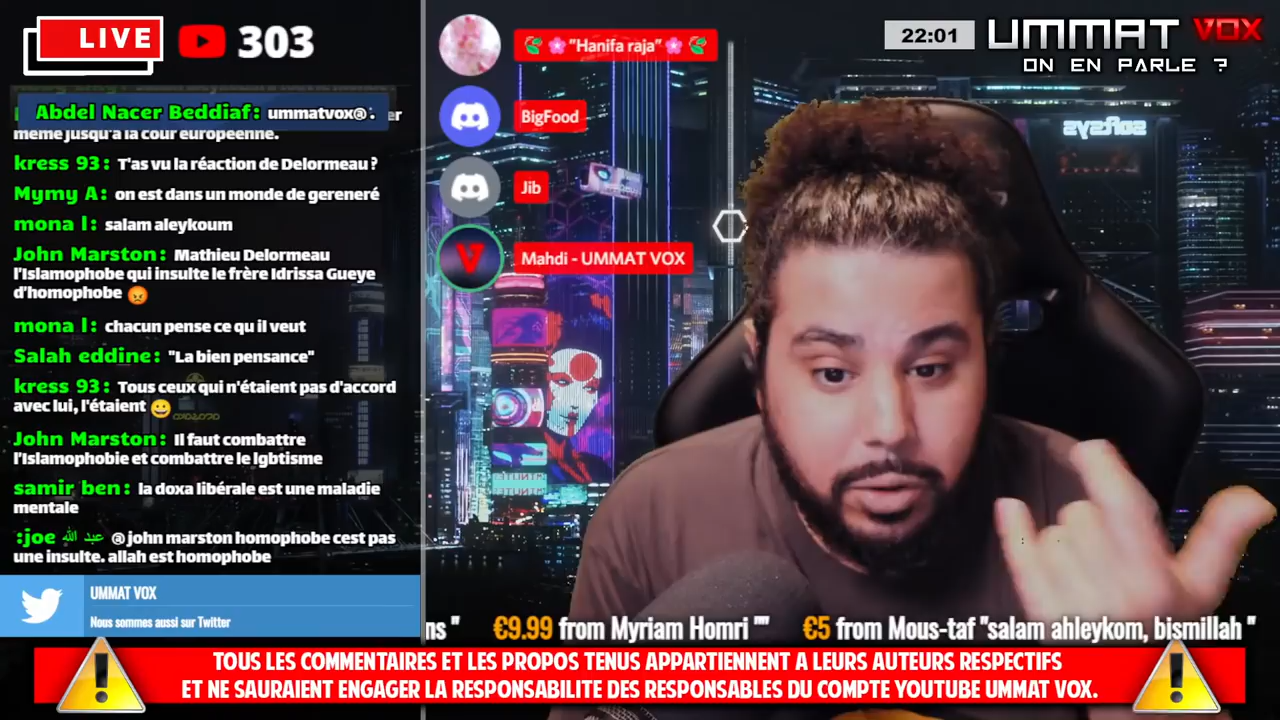 LIVE
303
Abdel Nacer Beddiaf: ummatvox@.
er
même jusqu'a la cour européenne.
kress 93: T'as vu la réaction de Delormeau ?
Mymy A: on est dans un monde de gereneré
mona l: salam aleykoum
John Marston: Mathieu Delormeau
l'Islamophobe qui insulte le frère Idrissa Gueye
d'homophobe 😡
mona l: chacun pense ce qu'il veut
Salah eddine: "La bien pensance"
kress 93: Tous ceux qui n'étaient pas d'accord
avec lui, l'étaient 😀
John Marston: Il faut combattre
l'Islamophobie et combattre le lgbtisme
samir ben: la doxa libérale est une maladie
mentale
:joe عبد الله @john marston homophobe cest pas
une insulte. allah est homophobe
UMMAT VOX
Nous sommes aussi sur Twitter
🌿🌸"Hanifa raja"🌸🌿
BigFood
Jib
Mahdi - UMMAT VOX
22:01
UMMAT VOX
ON EN PARLE ?
ns " €9.99 from Myriam Homri "" €5 from Mous-taf "salam ahleykom, bismillah "
TOUS LES COMMENTAIRES ET LES PROPOS TENUS APPARTIENNENT A LEURS AUTEURS RESPECTIFS
ET NE SAURAIENT ENGAGER LA RESPONSABILITE DES RESPONSABLES DU COMPTE YOUTUBE UMMAT VOX.